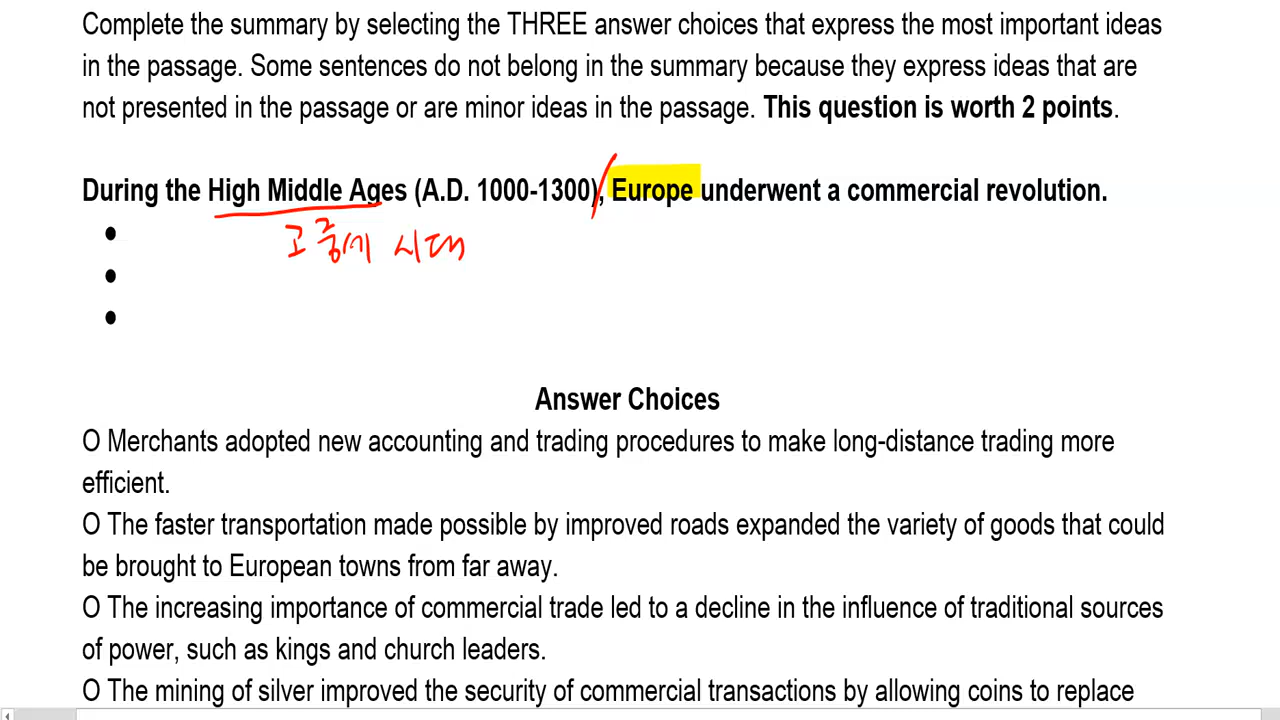 Complete the summary by selecting the THREE answer choices that express the most important ideas
in the passage. Some sentences do not belong in the summary because they express ideas that are
not presented in the passage or are minor ideas in the passage. This question is worth 2 points.
During the High Middle Ages (A.D. 1000-1300), Europe underwent a commercial revolution.
고 중세 시대
Answer Choices
O Merchants adopted new accounting and trading procedures to make long-distance trading more
efficient.
O The faster transportation made possible by improved roads expanded the variety of goods that could
be brought to European towns from far away.
O The increasing importance of commercial trade led to a decline in the influence of traditional sources
of power, such as kings and church leaders.
O The mining of silver improved the security of commercial transactions by allowing coins to replace